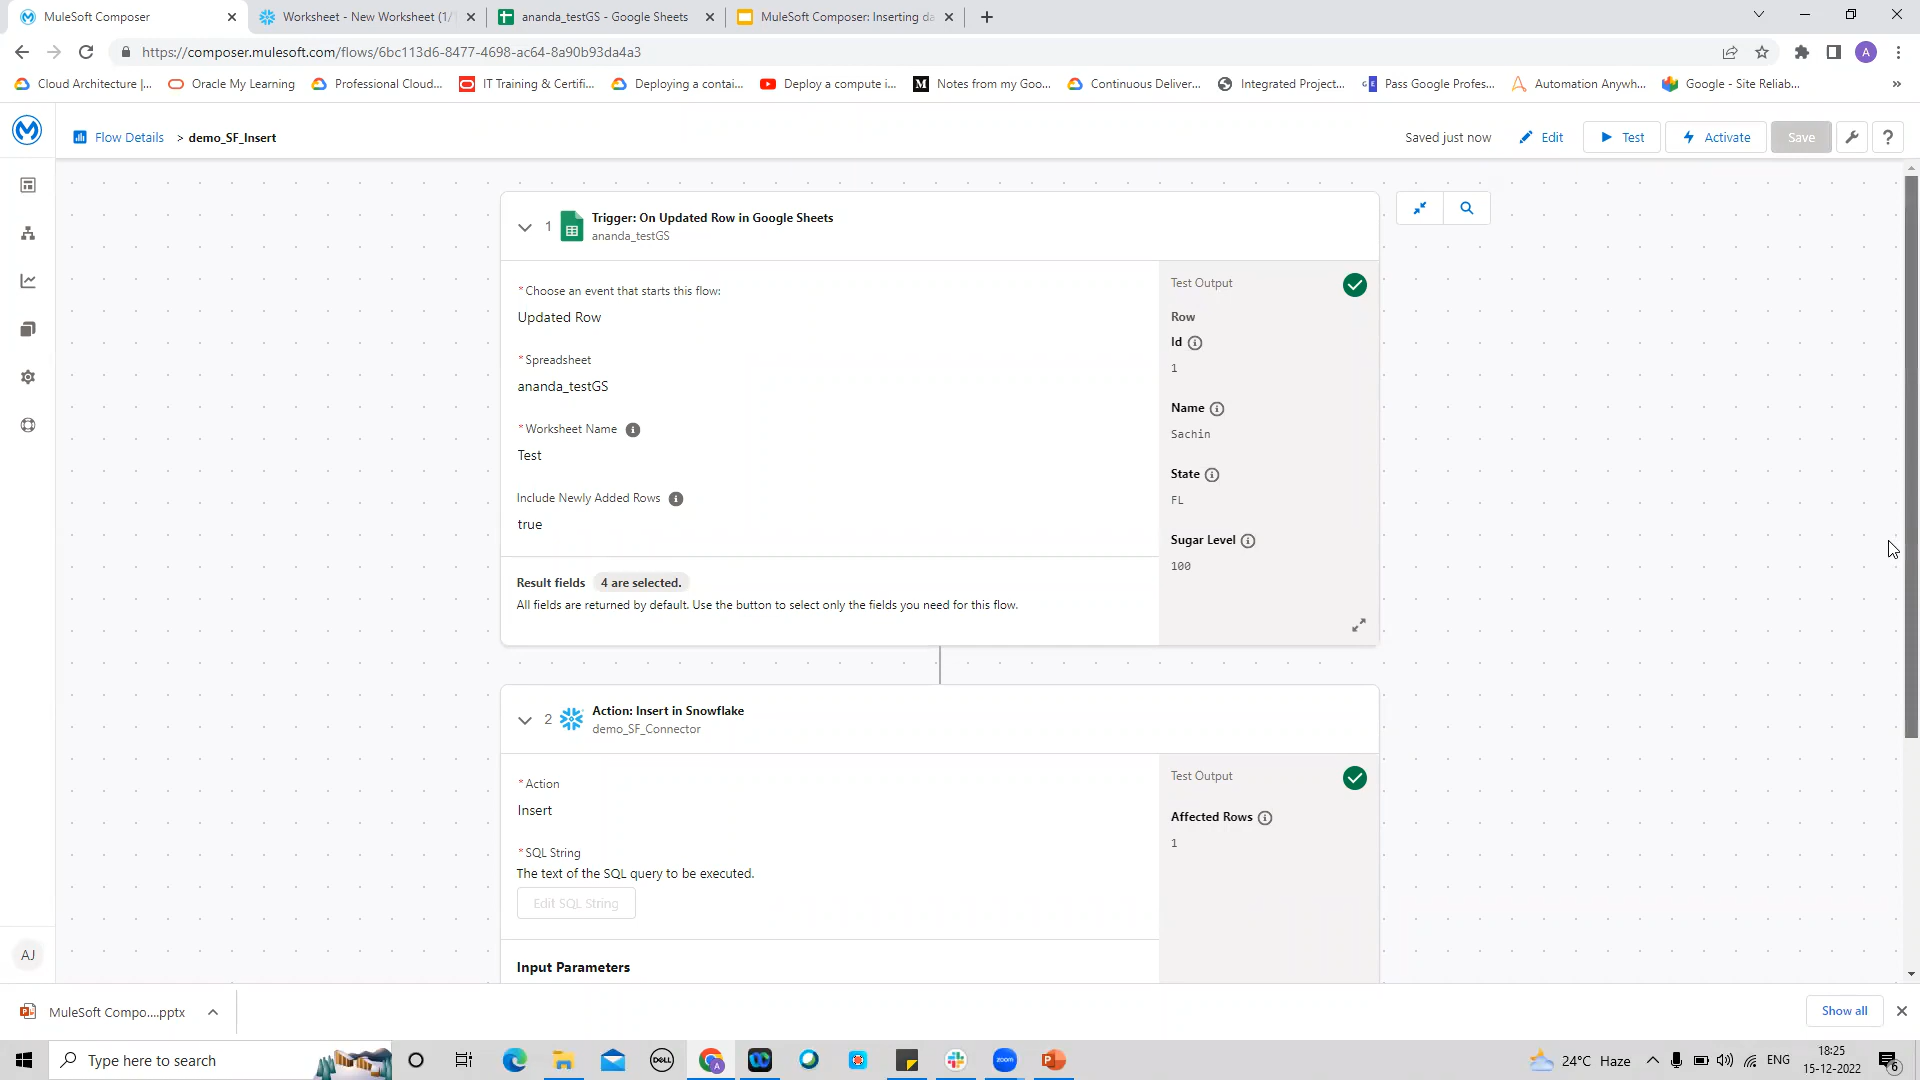 MuleSoft Composer
Worksheet - New Worksheet (1/
ananda_testGS - Google Sheets
MuleSoft Composer: Inserting da
https://composer.mulesoft.com/flows/6bc113d6-8477-4698-ac64-8a90b93da4a3
A
Cloud Architecture |...
Oracle My Learning
Professional Cloud...
IT Training & Certifi...
Deploying a contai...
Deploy a compute i...
Notes from my Goo...
Continuous Deliver...
Integrated Project...
Pass Google Profes...
Automation Anywh...
Google - Site Reliab...
»
Flow Details > demo_SF_Insert
Saved just now
Edit
Test
Activate
Save
?
1
Trigger: On Updated Row in Google Sheets
ananda_testGS
*Choose an event that starts this flow:
Updated Row
*Spreadsheet
ananda_testGS
*Worksheet Name
Test
Include Newly Added Rows
true
Result fields 4 are selected.
All fields are returned by default. Use the button to select only the fields you need for this flow.
Test Output
Row
Id
1
Name
Sachin
State
FL
Sugar Level
100
2
Action: Insert in Snowflake
demo_SF_Connector
*Action
Insert
*SQL String
The text of the SQL query to be executed.
Edit SQL String
Input Parameters
Test Output
Affected Rows
1
AJ
MuleSoft Compo....pptx
Show all
Type here to search
DELL
zoom
24°C Haze
ENG
18:25
15-12-2022
6